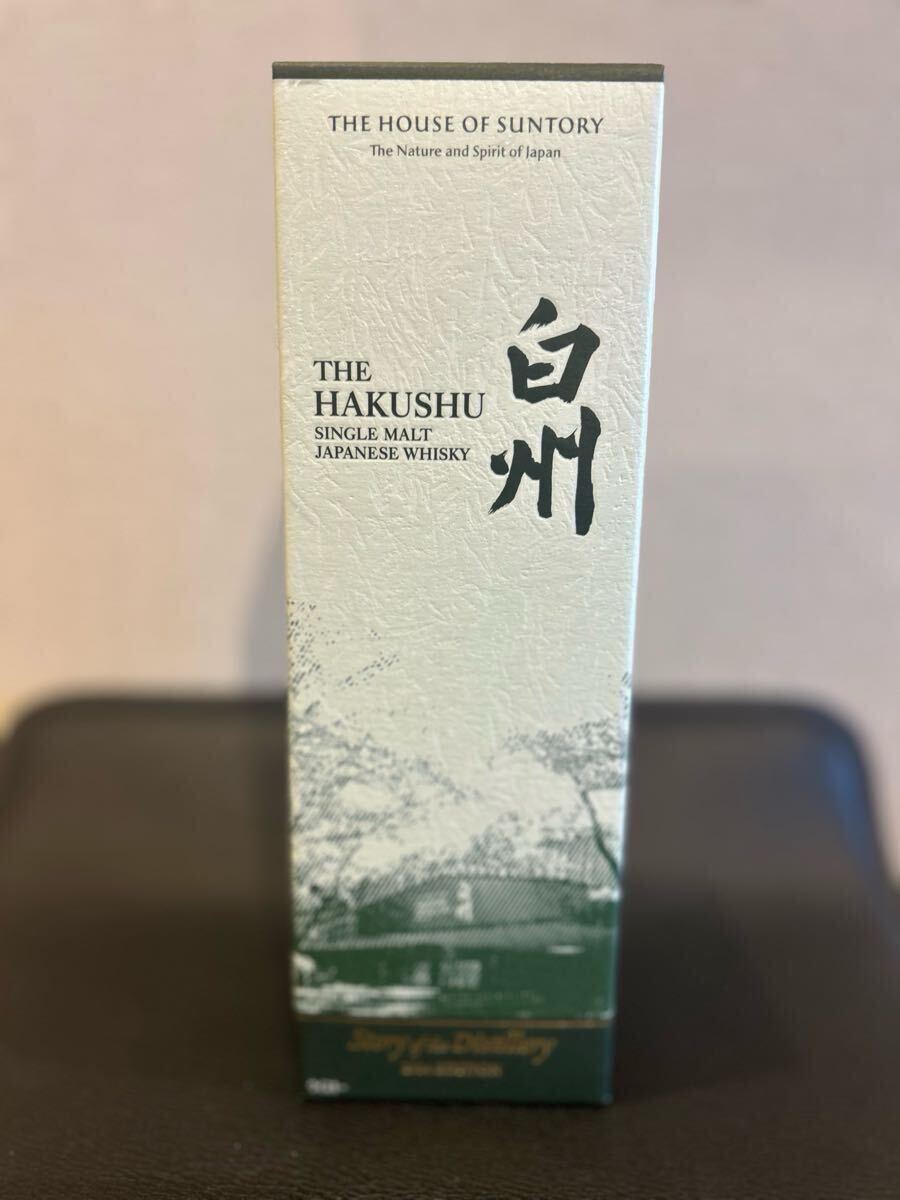 THE HOUSE OF SUNTORY
The Nature and Spirit of Japan
白州
THE
HAKUSHU
SINGLE MALT
JAPANESE WHISKY
Story of the Distillery
EDITION